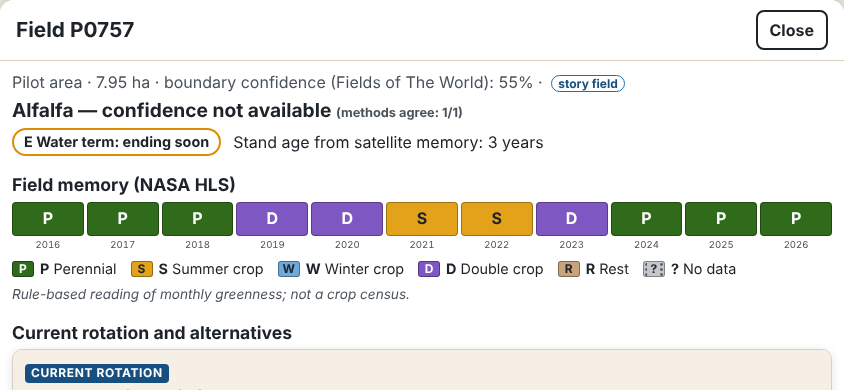 Field P0757
Close
Pilot area · 7.95 ha · boundary confidence (Fields of The World): 55% · story field
Alfalfa — confidence not available (methods agree: 1/1)
E Water term: ending soon Stand age from satellite memory: 3 years
Field memory (NASA HLS)
P P P D D S S D P P P
2016 2017 2018 2019 2020 2021 2022 2023 2024 2025 2026
P P Perennial S S Summer crop W W Winter crop D D Double crop R R Rest ? ? No data
Rule-based reading of monthly greenness; not a crop census.
Current rotation and alternatives
CURRENT ROTATION